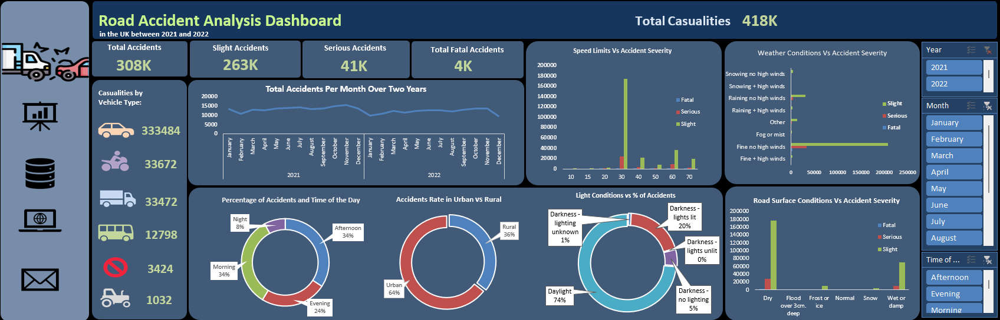 Road Accident Analysis Dashboard
in the UK between 2021 and 2022
Total Casualities 418K
Total Accidents
308K
Slight Accidents
263K
Serious Accidents
41K
Total Fatal Accidents
4K
Casualities by
Vehicle Type:
333484
33672
33472
12798
3424
1032
Total Accidents Per Month Over Two Years
20000
15000
10000
5000
0
January
February
March
April
May
June
July
August
September
October
November
December
January
February
March
April
May
June
July
August
September
October
November
December
2021
2022
Speed Limits Vs Accident Severity
200000
180000
160000
140000
120000
100000
80000
60000
40000
20000
0
10 15 20 30 40 50 60 70
Fatal
Serious
Slight
Weather Conditions Vs Accident Severity
Snowing no high winds
Snowing + high winds
Raining no high winds
Raining + high winds
Other
Fog or mist
Fine no high winds
Fine + high winds
0 50000 100000 150000 200000 250000
Slight
Serious
Fatal
Percentage of Accidents and Time of the Day
Night
8%
Afternoon
34%
Morning
34%
Evening
24%
Accidents Rate in Urban vs Rural
Rural
36%
Urban
64%
Light Conditions vs % of Accidents
Darkness -
lighting
unknown
1%
Darkness -
lights lit
20%
Darkness -
lights unlit
0%
Darkness -
no lighting
5%
Daylight
74%
Road Surface Conditions Vs Accident Severity
200000
180000
160000
140000
120000
100000
80000
60000
40000
20000
0
Dry
Flood
over 3cm.
deep
Frost or
ice
Normal
Snow
Wet or
damp
Fatal
Serious
Slight
Year
2021
2022
Month
January
February
March
April
May
June
July
August
Time of ...
Afternoon
Evening
Morning